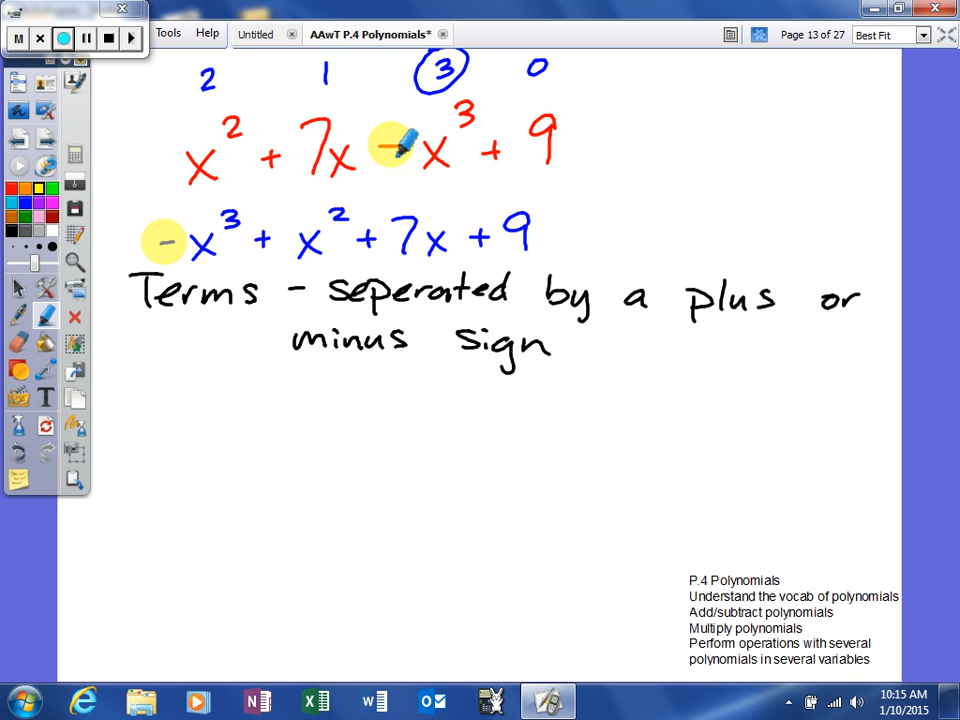 M
Tools Help Untitled AAwT P.4 Polynomials* Page 13 of 27 Best Fit
2 1 3 0
x² + 7x - x³ + 9
- x³ + x² + 7x + 9
Terms - seperated by a plus or
minus sign
P.4 Polynomials
Understand the vocab of polynomials
Add/subtract polynomials
Multiply polynomials
Perform operations with several
polynomials in several variables
10:15 AM
1/10/2015